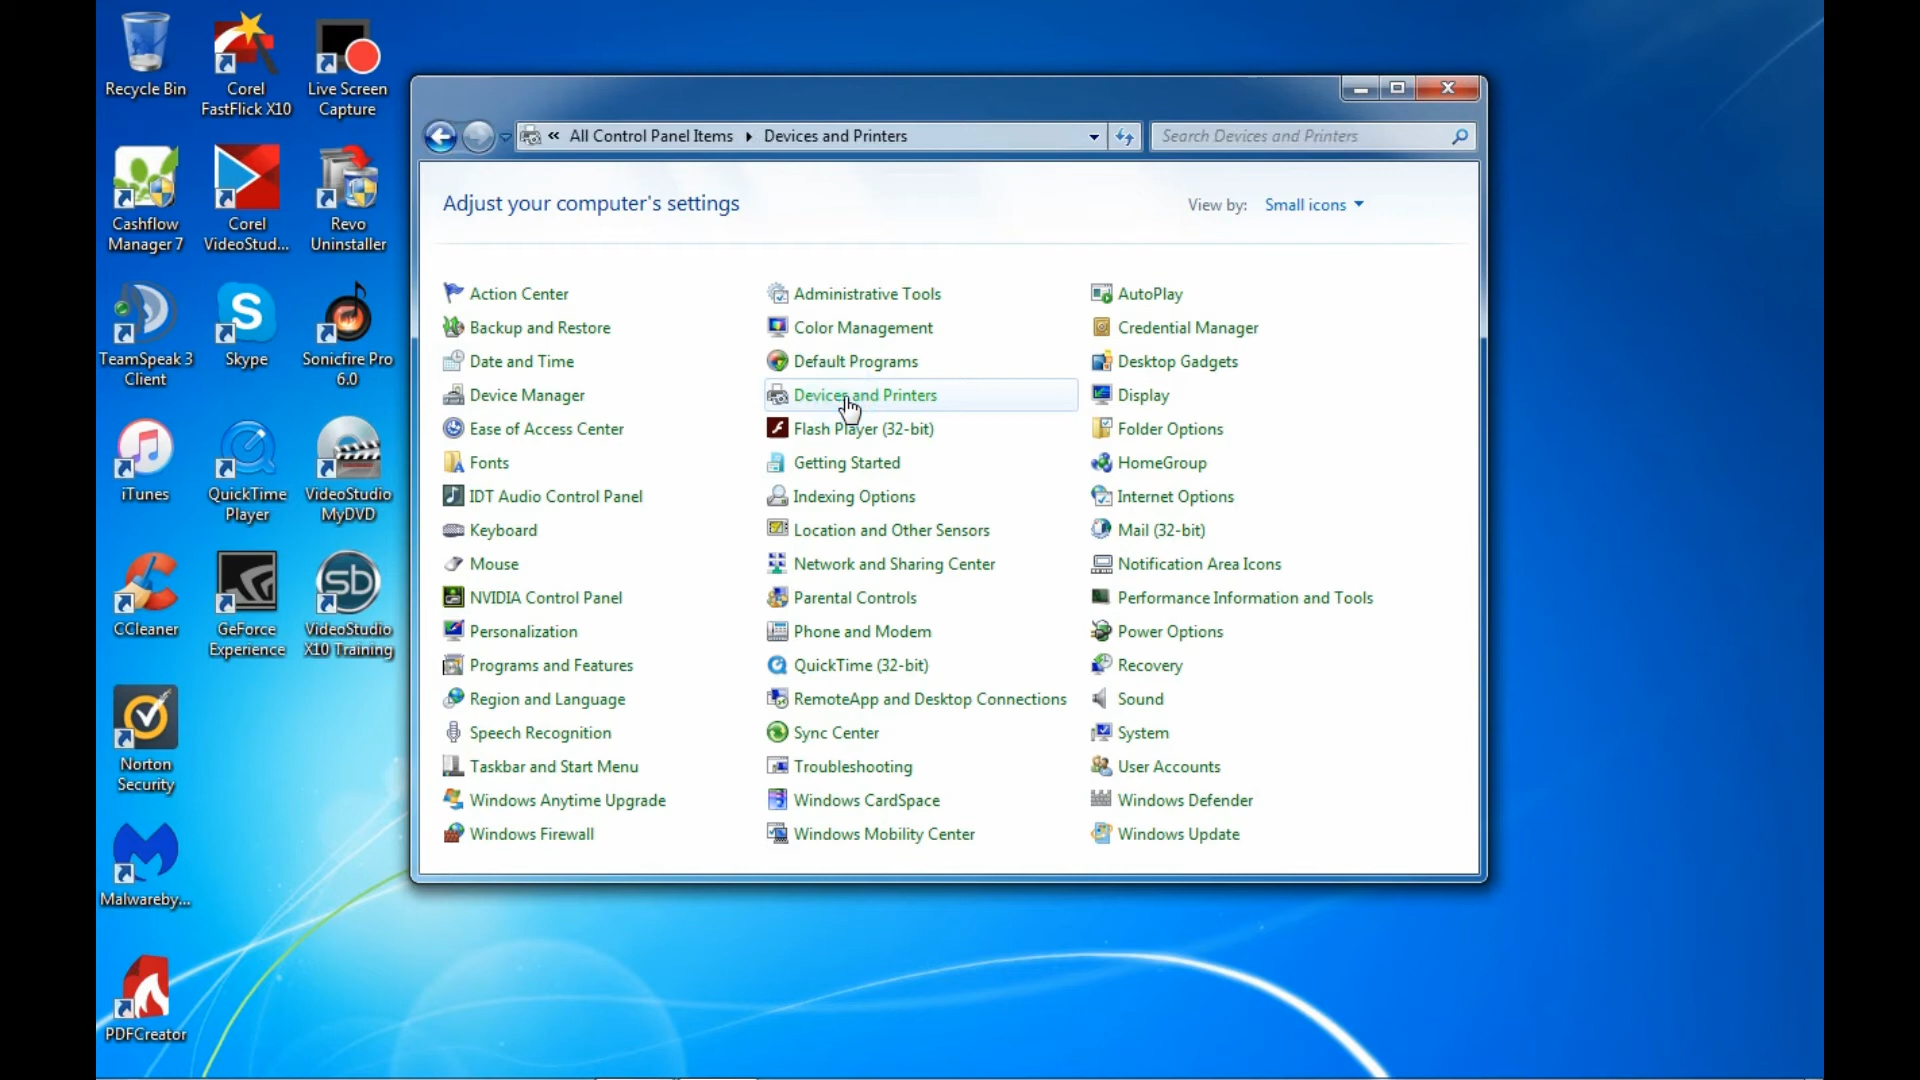 Recycle Bin
Corel
FastFlick X10
Live Screen
Capture
Cashflow
Manager 7
Corel
VideoStud...
Revo
Uninstaller
TeamSpeak 3
Client
Skype
Sonicfire Pro
6.0
iTunes
QuickTime
Player
VideoStudio
MyDVD
CCleaner
GeForce
Experience
sb
VideoStudio
X10 Training
Norton
Security
Malwareby...
PDFCreator
« All Control Panel Items Devices and Printers
Search Devices and Printers
Adjust your computer's settings
View by: Small icons
Action Center
Administrative Tools
AutoPlay
Backup and Restore
Color Management
Credential Manager
Date and Time
Default Programs
Desktop Gadgets
Device Manager
Devices and Printers
Display
Ease of Access Center
Flash Player (32-bit)
Folder Options
Fonts
Getting Started
HomeGroup
IDT Audio Control Panel
Indexing Options
Internet Options
Keyboard
Location and Other Sensors
Mail (32-bit)
Mouse
Network and Sharing Center
Notification Area Icons
NVIDIA Control Panel
Parental Controls
Performance Information and Tools
Personalization
Phone and Modem
Power Options
Programs and Features
QuickTime (32-bit)
Recovery
Region and Language
RemoteApp and Desktop Connections
Sound
Speech Recognition
Sync Center
System
Taskbar and Start Menu
Troubleshooting
User Accounts
Windows Anytime Upgrade
Windows CardSpace
Windows Defender
Windows Firewall
Windows Mobility Center
Windows Update